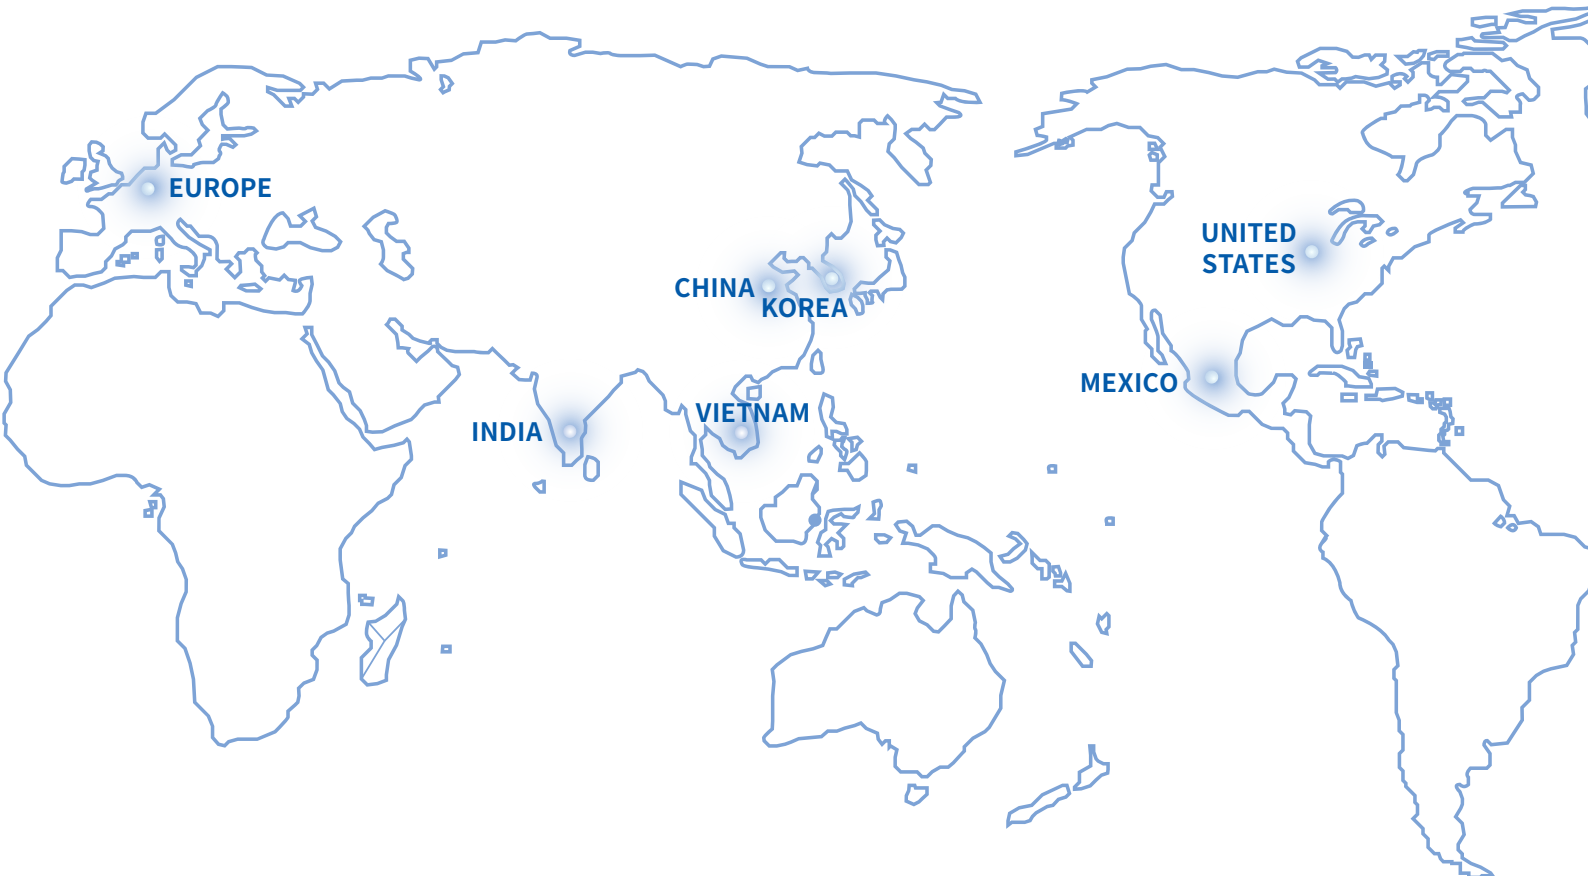 EUROPE
UNITED
STATES
CHINA
KOREA
MEXICO
VIETNAM
INDIA